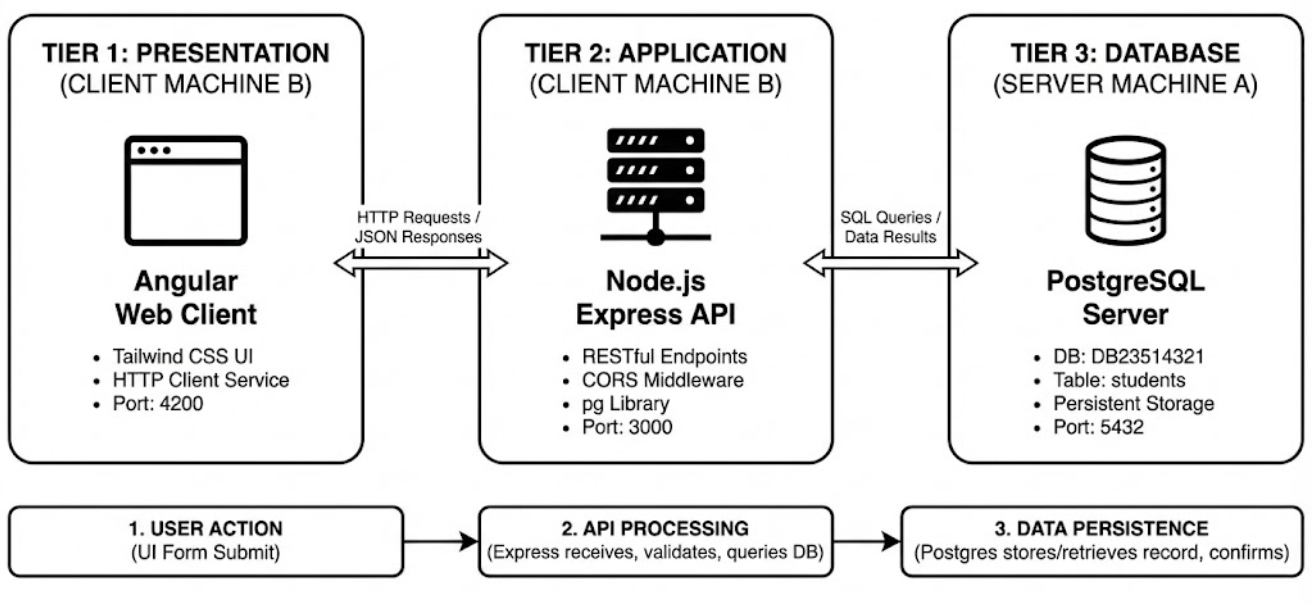 TIER 1: PRESENTATION
(CLIENT MACHINE B)
Angular
Web Client
• Tailwind CSS UI
• HTTP Client Service
• Port: 4200
HTTP Requests /
JSON Responses
TIER 2: APPLICATION
(CLIENT MACHINE B)
Node.js
Express API
• RESTful Endpoints
• CORS Middleware
• pg Library
• Port: 3000
SQL Queries /
Data Results
TIER 3: DATABASE
(SERVER MACHINE A)
PostgreSQL
Server
• DB: DB23514321
• Table: students
• Persistent Storage
• Port: 5432
1. USER ACTION
(UI Form Submit)
2. API PROCESSING
(Express receives, validates, queries DB)
3. DATA PERSISTENCE
(Postgres stores/retrieves record, confirms)